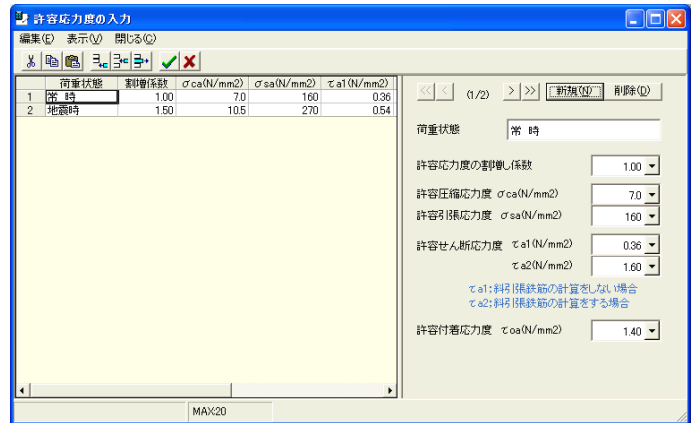 許容応力度の入力
編集(E) 表示(V) 閉じる(C)
荷重状態 割増係数 σca(N/mm2) σsa(N/mm2) τa1(N/mm2)
1 常 時 1.00 7.0 160 0.36
2 地震時 1.50 10.5 270 0.54
<< < (1/2) > >> 新規(N) 削除(D)
荷重状態 常 時
許容応力度の割増し係数 1.00
許容圧縮応力度 σca(N/mm2) 7.0
許容引張応力度 σsa(N/mm2) 160
許容せん断応力度 τa1(N/mm2) 0.36
τa2(N/mm2) 1.60
τa1:斜引張鉄筋の計算をしない場合
τa2:斜引張鉄筋の計算をする場合
許容付着応力度 τoa(N/mm2) 1.40
MAX:20